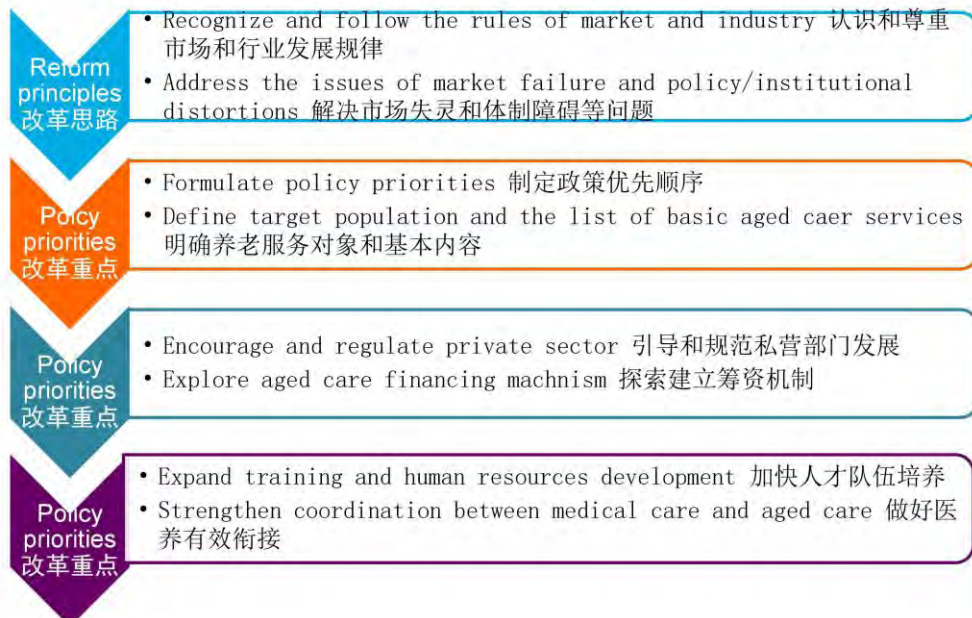 Reform
principles
改革思路
• Recognize and follow the rules of market and industry 认识和尊重
市场和行业发展规律
• Address the issues of market failure and policy/institutional
distortions 解决市场失灵和体制障碍等问题
Policy
priorities
改革重点
• Formulate policy priorities 制定政策优先顺序
• Define target population and the list of basic aged caer services
明确养老服务对象和基本内容
Policy
priorities
改革重点
• Encourage and regulate private sector 引导和规范私营部门发展
• Explore aged care financing machnism 探索建立筹资机制
Policy
priorities
改革重点
• Expand training and human resources development 加快人才队伍培养
• Strengthen coordination between medical care and aged care 做好医
养有效衔接